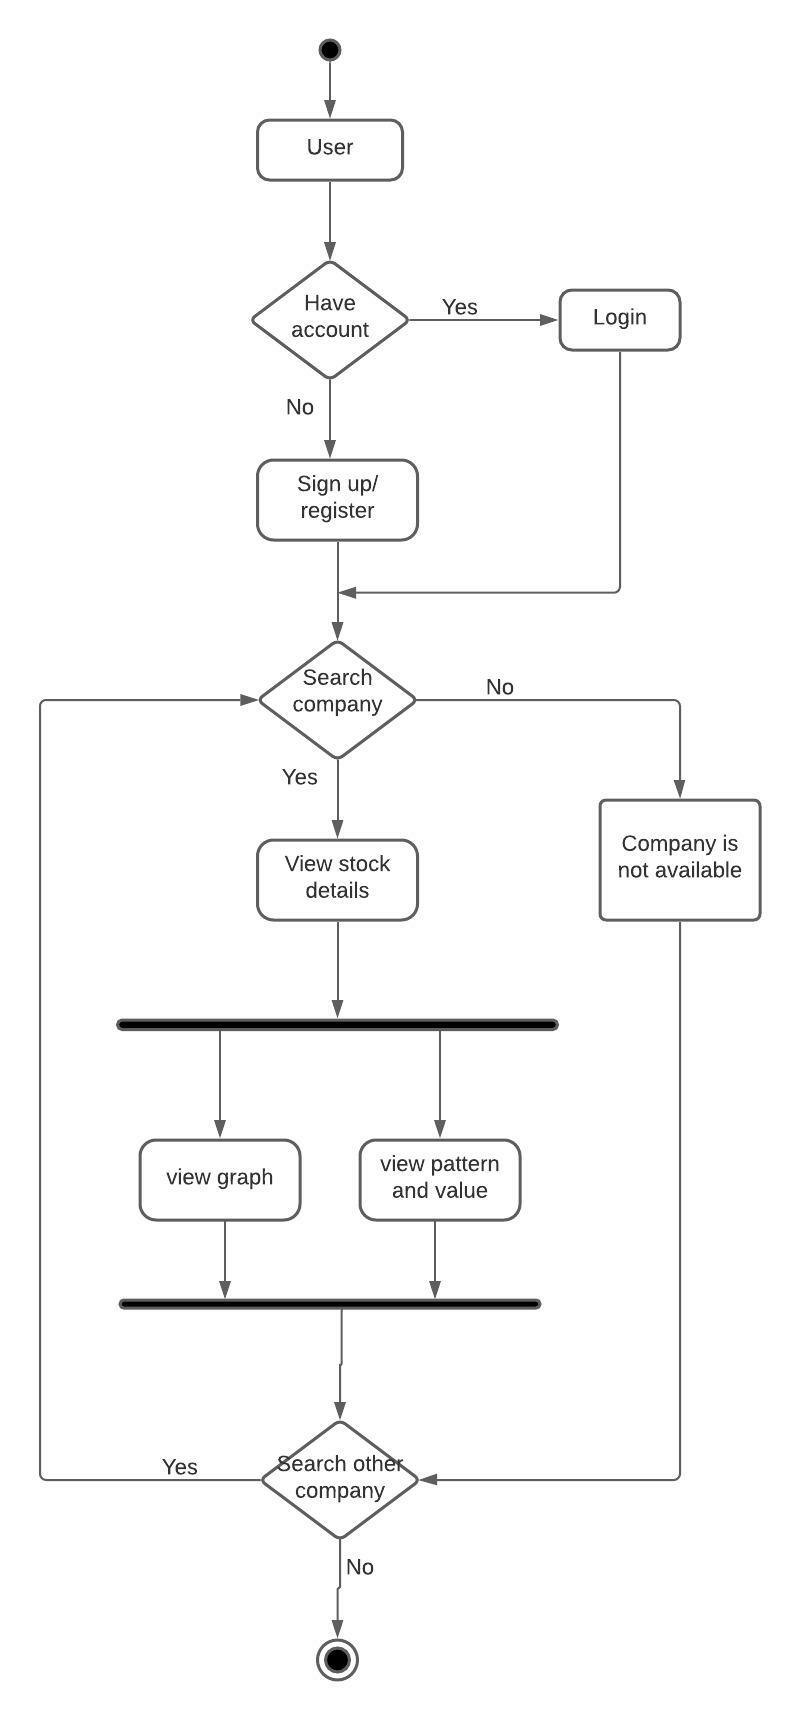 User
Have
account
Yes
Login
No
Sign up/
register
Search
company
No
Yes
View stock
details
Company is
not available
view graph
view pattern
and value
Search other
company
Yes
No